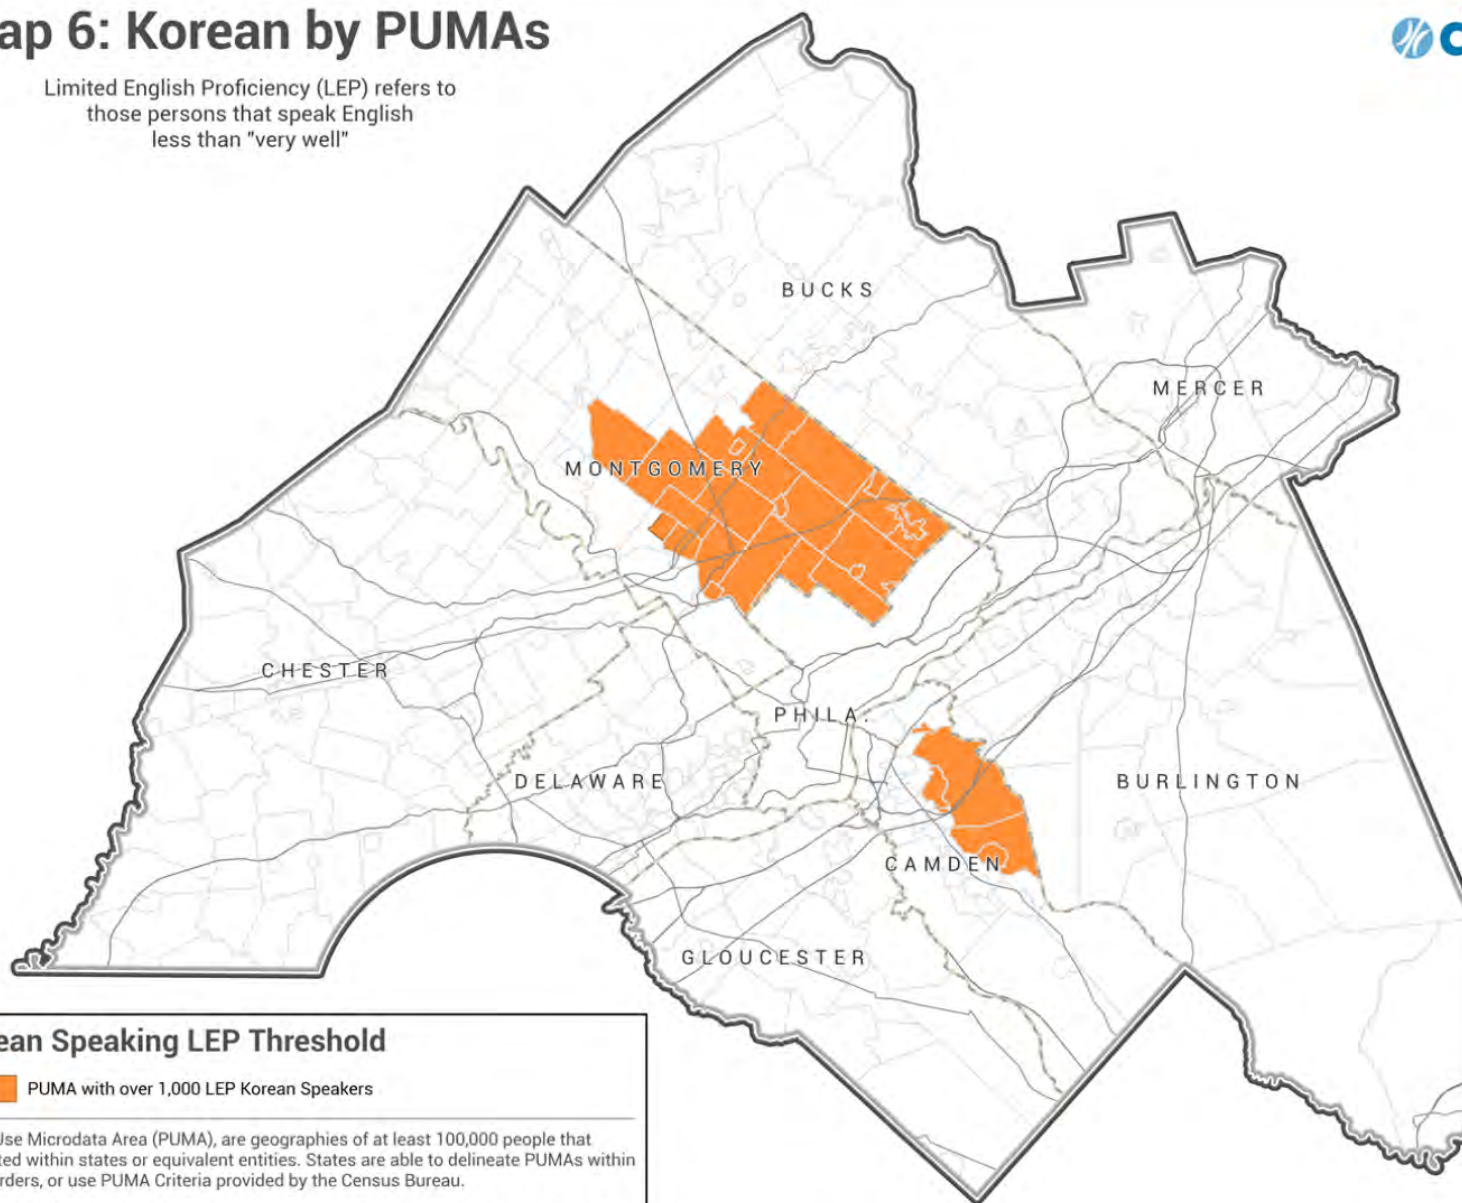 ap 6: Korean by PUMAs
Limited English Proficiency (LEP) refers to
those persons that speak English
less than "very well"
BUCKS
MERCER
MONTGOMERY
CHESTER
PHILA.
DELAWARE
BURLINGTON
CAMDEN
GLOUCESTER
ean Speaking LEP Threshold
PUMA with over 1,000 LEP Korean Speakers
Use Microdata Area (PUMA), are geographies of at least 100,000 people that
ted within states or equivalent entities. States are able to delineate PUMAs within
rders, or use PUMA Criteria provided by the Census Bureau.